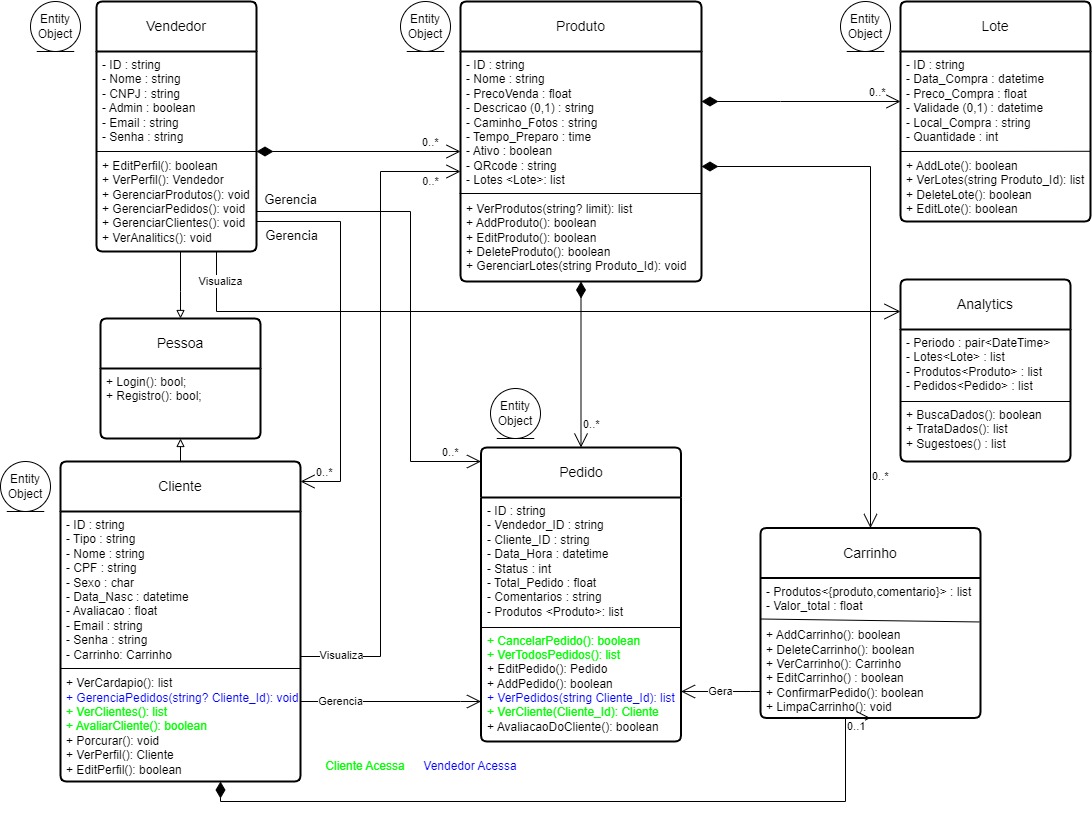 Entity
Object
Vendedor
- ID : string
- Nome : string
- CNPJ : string
- Admin : boolean
- Email : string
- Senha : string
+ EditPerfil(): boolean
+ VerPerfil(): Vendedor
+ GerenciarProdutos(): void
+ GerenciarPedidos(): void
+ GerenciarClientes(): void
+ VerAnalitics(): void
Entity
Object
Produto
- ID : string
- Nome : string
- PrecoVenda : float
- Descricao (0,1) : string
- Caminho_Fotos : string
- Tempo_Preparo : time
- Ativo : boolean
- QRcode : string
- Lotes <Lote>: list
+ VerProdutos(string? limit): list
+ AddProduto(): boolean
+ EditProduto(): boolean
+ DeleteProduto(): boolean
+ GerenciarLotes(string Produto_Id): void
Entity
Object
Lote
- ID : string
- Data_Compra : datetime
- Preco_Compra : float
- Validade (0,1) : datetime
- Local_Compra : string
- Quantidade : int
+ AddLote(): boolean
+ VerLotes(string Produto_Id): list
+ DeleteLote(): boolean
+ EditLote(): boolean
0..*
0..*
0..*
Gerencia
Gerencia
Visualiza
Pessoa
+ Login(): bool;
+ Registro(): bool;
Analytics
- Periodo : pair<DateTime>
- Lotes<Lote> : list
- Produtos<Produto> : list
- Pedidos<Pedido> : list
+ BuscaDados(): boolean
+ TrataDados(): list
+ Sugestoes() : list
0..*
0..*
0..*
0..*
Entity
Object
Cliente
- ID : string
- Tipo : string
- Nome : string
- CPF : string
- Sexo : char
- Data_Nasc : datetime
- Avaliacao : float
- Email : string
- Senha : string
- Carrinho: Carrinho
+ VerCardapio(): list
+ GerenciaPedidos(string? Cliente_Id): void
+ VerClientes(): list
+ AvaliarCliente(): boolean
+ Porcurar(): void
+ VerPerfil(): Cliente
+ EditPerfil(): boolean
Visualiza
Gerencia
Entity
Object
Pedido
- ID : string
- Vendedor_ID : string
- Cliente_ID : string
- Data_Hora : datetime
- Status : int
- Total_Pedido : float
- Comentarios : string
- Produtos <Produto>: list
+ CancelarPedido(): boolean
+ VerTodosPedidos(): list
+ EditPedido(): Pedido
+ AddPedido(): boolean
+ VerPedidos(string Cliente_Id): list
+ VerCliente(Cliente_Id): Cliente
+ AvaliacaoDoCliente(): boolean
Gera
Carrinho
- Produtos<{produto,comentario}> : list
- Valor_total : float
+ AddCarrinho(): boolean
+ DeleteCarrinho(): boolean
+ VerCarrinho(): Carrinho
+ EditCarrinho() : boolean
+ ConfirmarPedido(): boolean
+ LimpaCarrinho(): void
0..1
Cliente Acessa
Vendedor Acessa